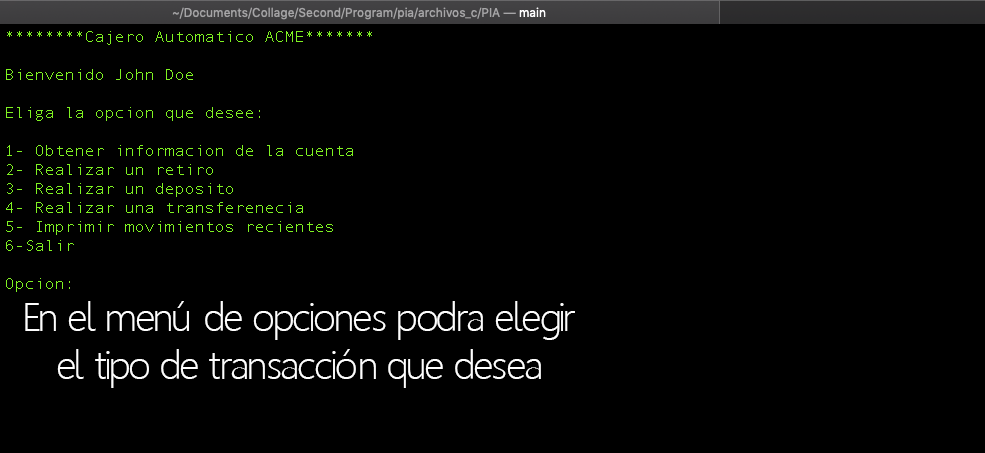 ~/Documents/Collage/Second/Program/pia/archivos_c/PIA — main
********Cajero Automatico ACME*******
Bienvenido John Doe
Eliga la opcion que desee:
1- Obtener informacion de la cuenta
2- Realizar un retiro
3- Realizar un deposito
4- Realizar una transferenecia
5- Imprimir movimientos recientes
6-Salir
Opcion:
En el menú de opciones podra elegir
el tipo de transacción que desea